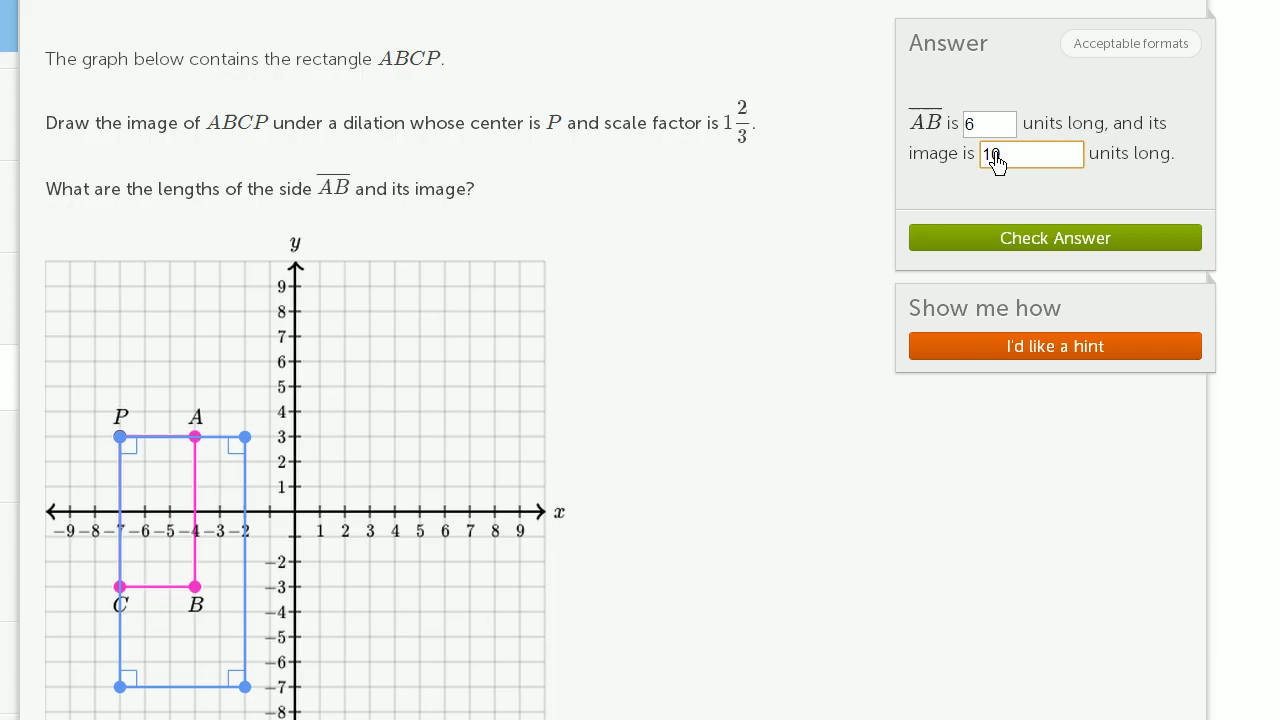 The graph below contains the rectangle ABCP.
Draw the image of ABCP under a dilation whose center is P and scale factor is 1 2/3.
What are the lengths of the side AB and its image?
Answer
Acceptable formats
AB is 6 units long, and its
image is 10 units long.
Check Answer
Show me how
I'd like a hint
y
9
8
7
6
5
4
P A
3
2
1
x
−9 −8 −7 −6 −5 −4 −3 −2 1 2 3 4 5 6 7 8 9
−2
−3
C B
−4
−5
−6
−7
−8